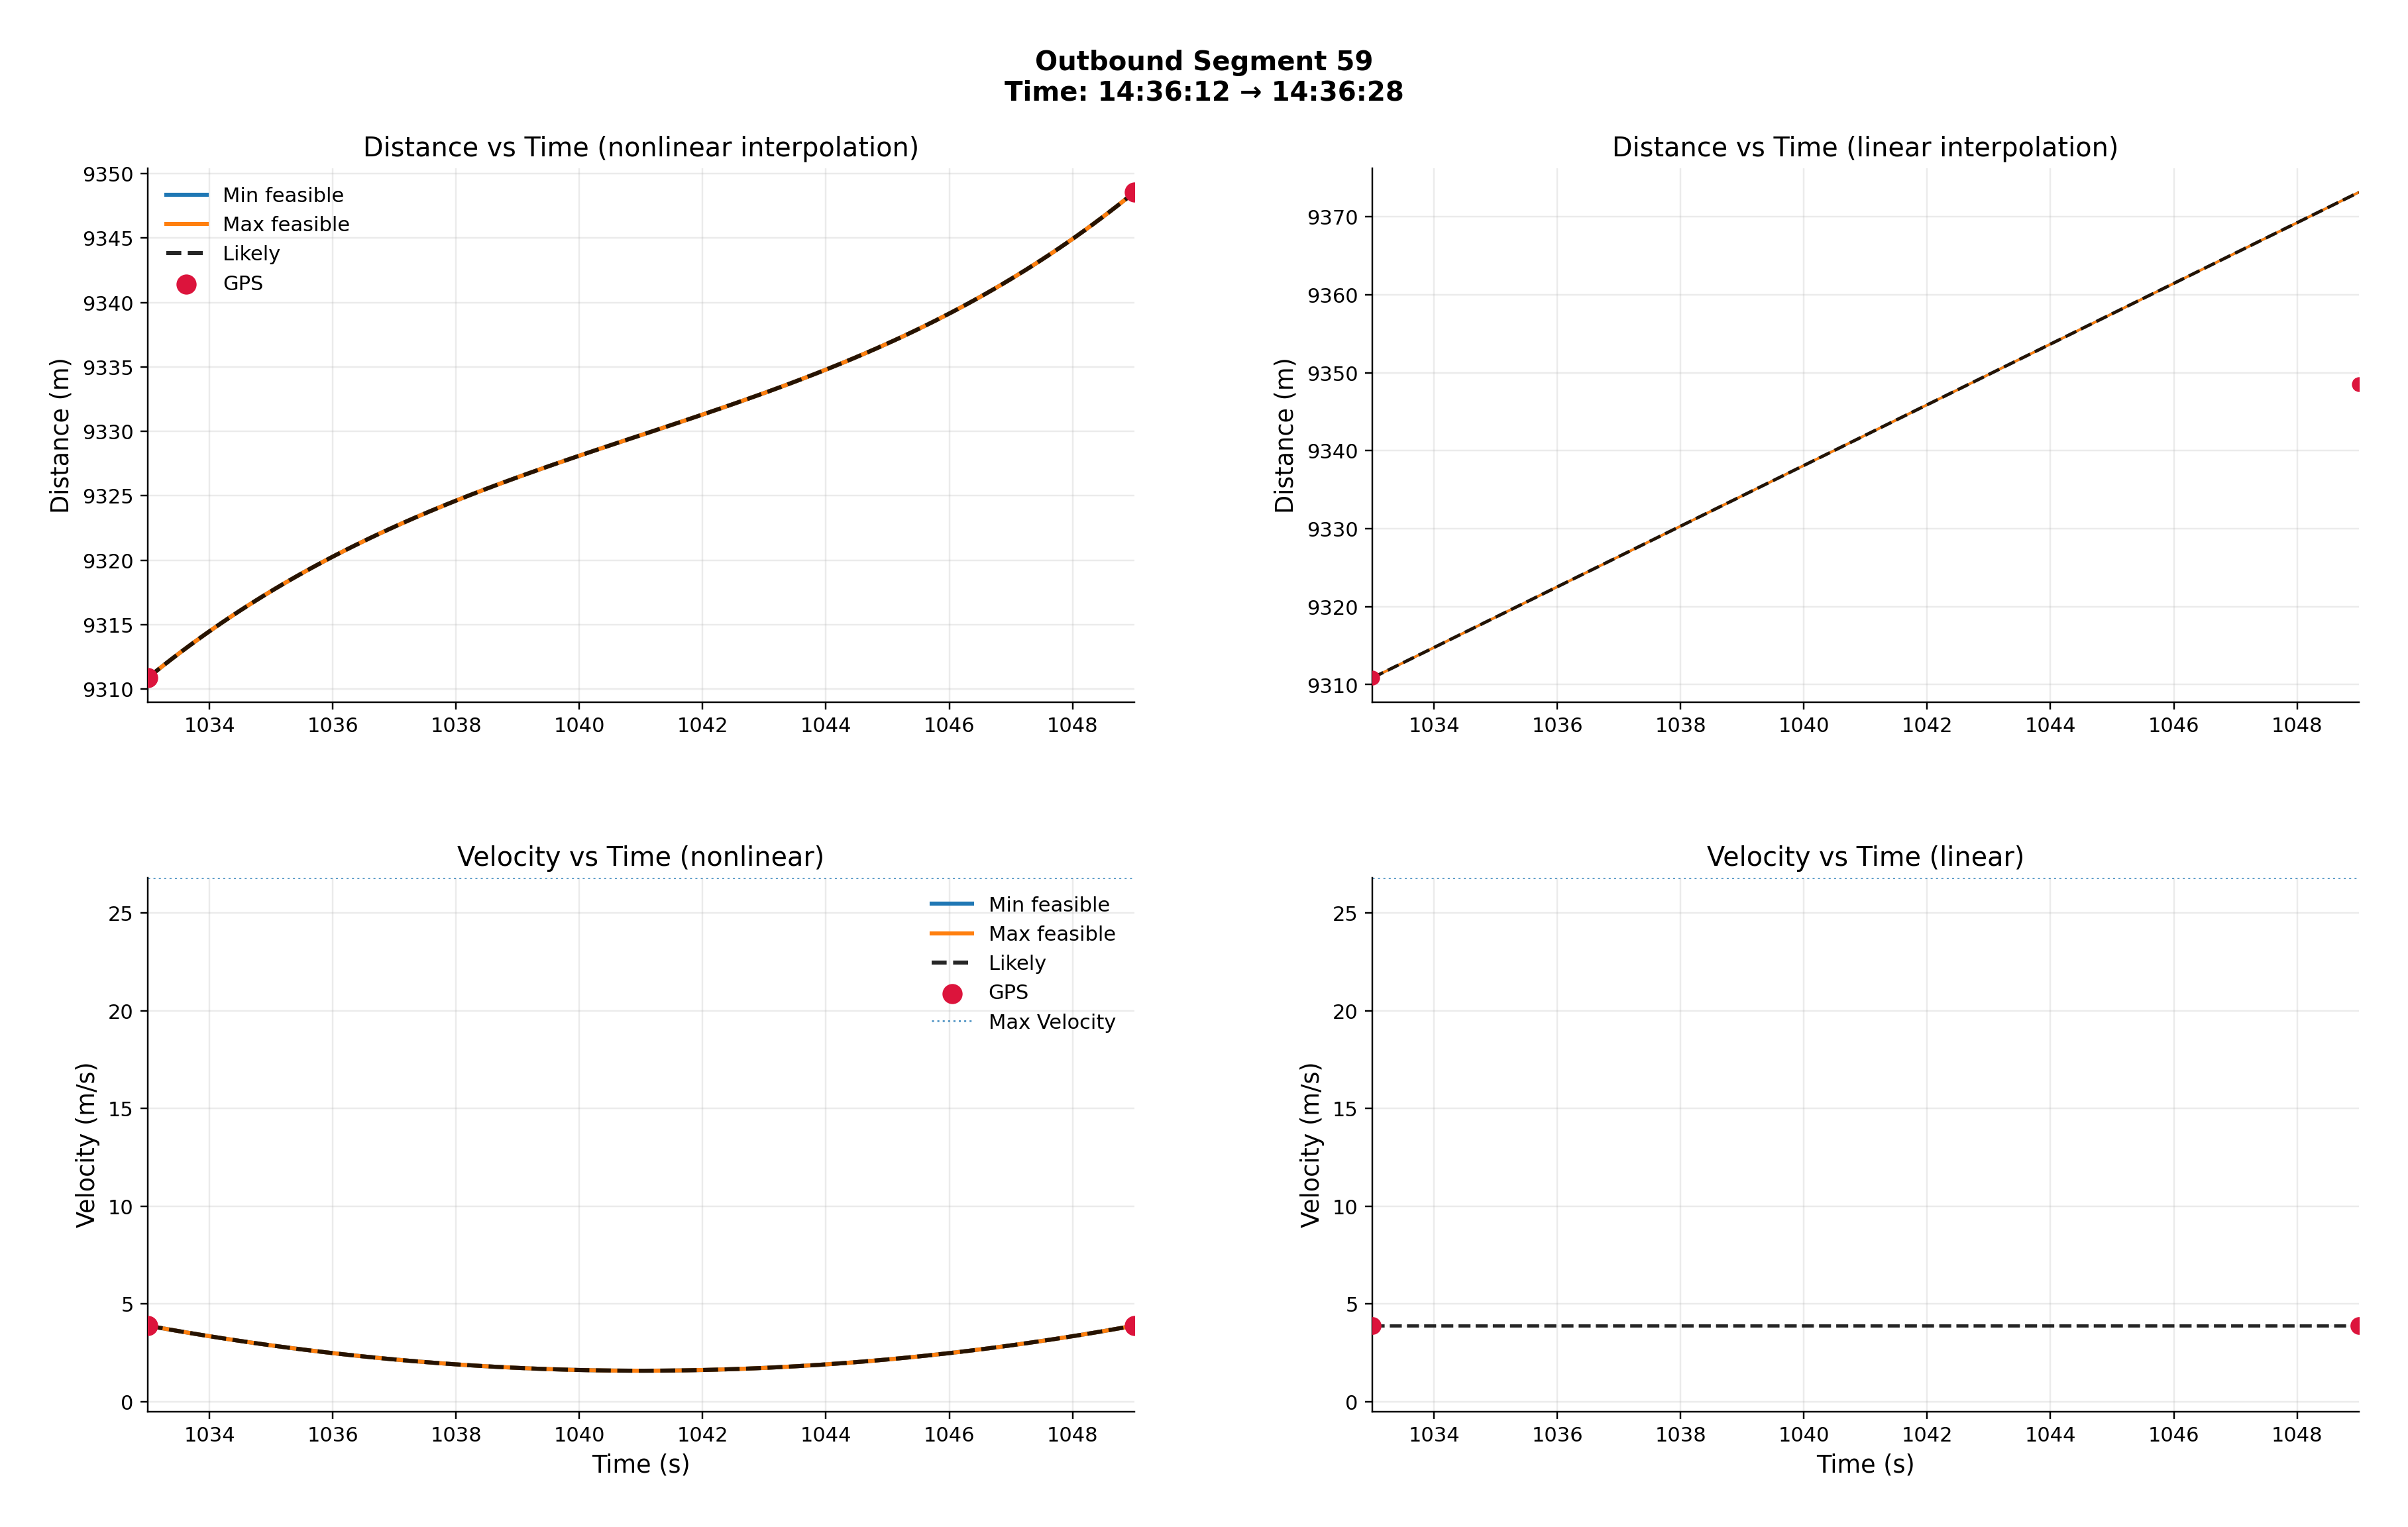 Outbound Segment 59
Time: 14:36:12 → 14:36:28
Distance vs Time (nonlinear interpolation)
Distance (m)
9350
9345
9340
9335
9330
9325
9320
9315
9310
Min feasible
Max feasible
Likely
GPS
1034 1036 1038 1040 1042 1044 1046 1048
Distance vs Time (linear interpolation)
Distance (m)
9370
9360
9350
9340
9330
9320
9310
1034 1036 1038 1040 1042 1044 1046 1048
Velocity vs Time (nonlinear)
Velocity (m/s)
25
20
15
10
5
0
Min feasible
Max feasible
Likely
GPS
Max Velocity
1034 1036 1038 1040 1042 1044 1046 1048
Time (s)
Velocity vs Time (linear)
Velocity (m/s)
25
20
15
10
5
0
1034 1036 1038 1040 1042 1044 1046 1048
Time (s)